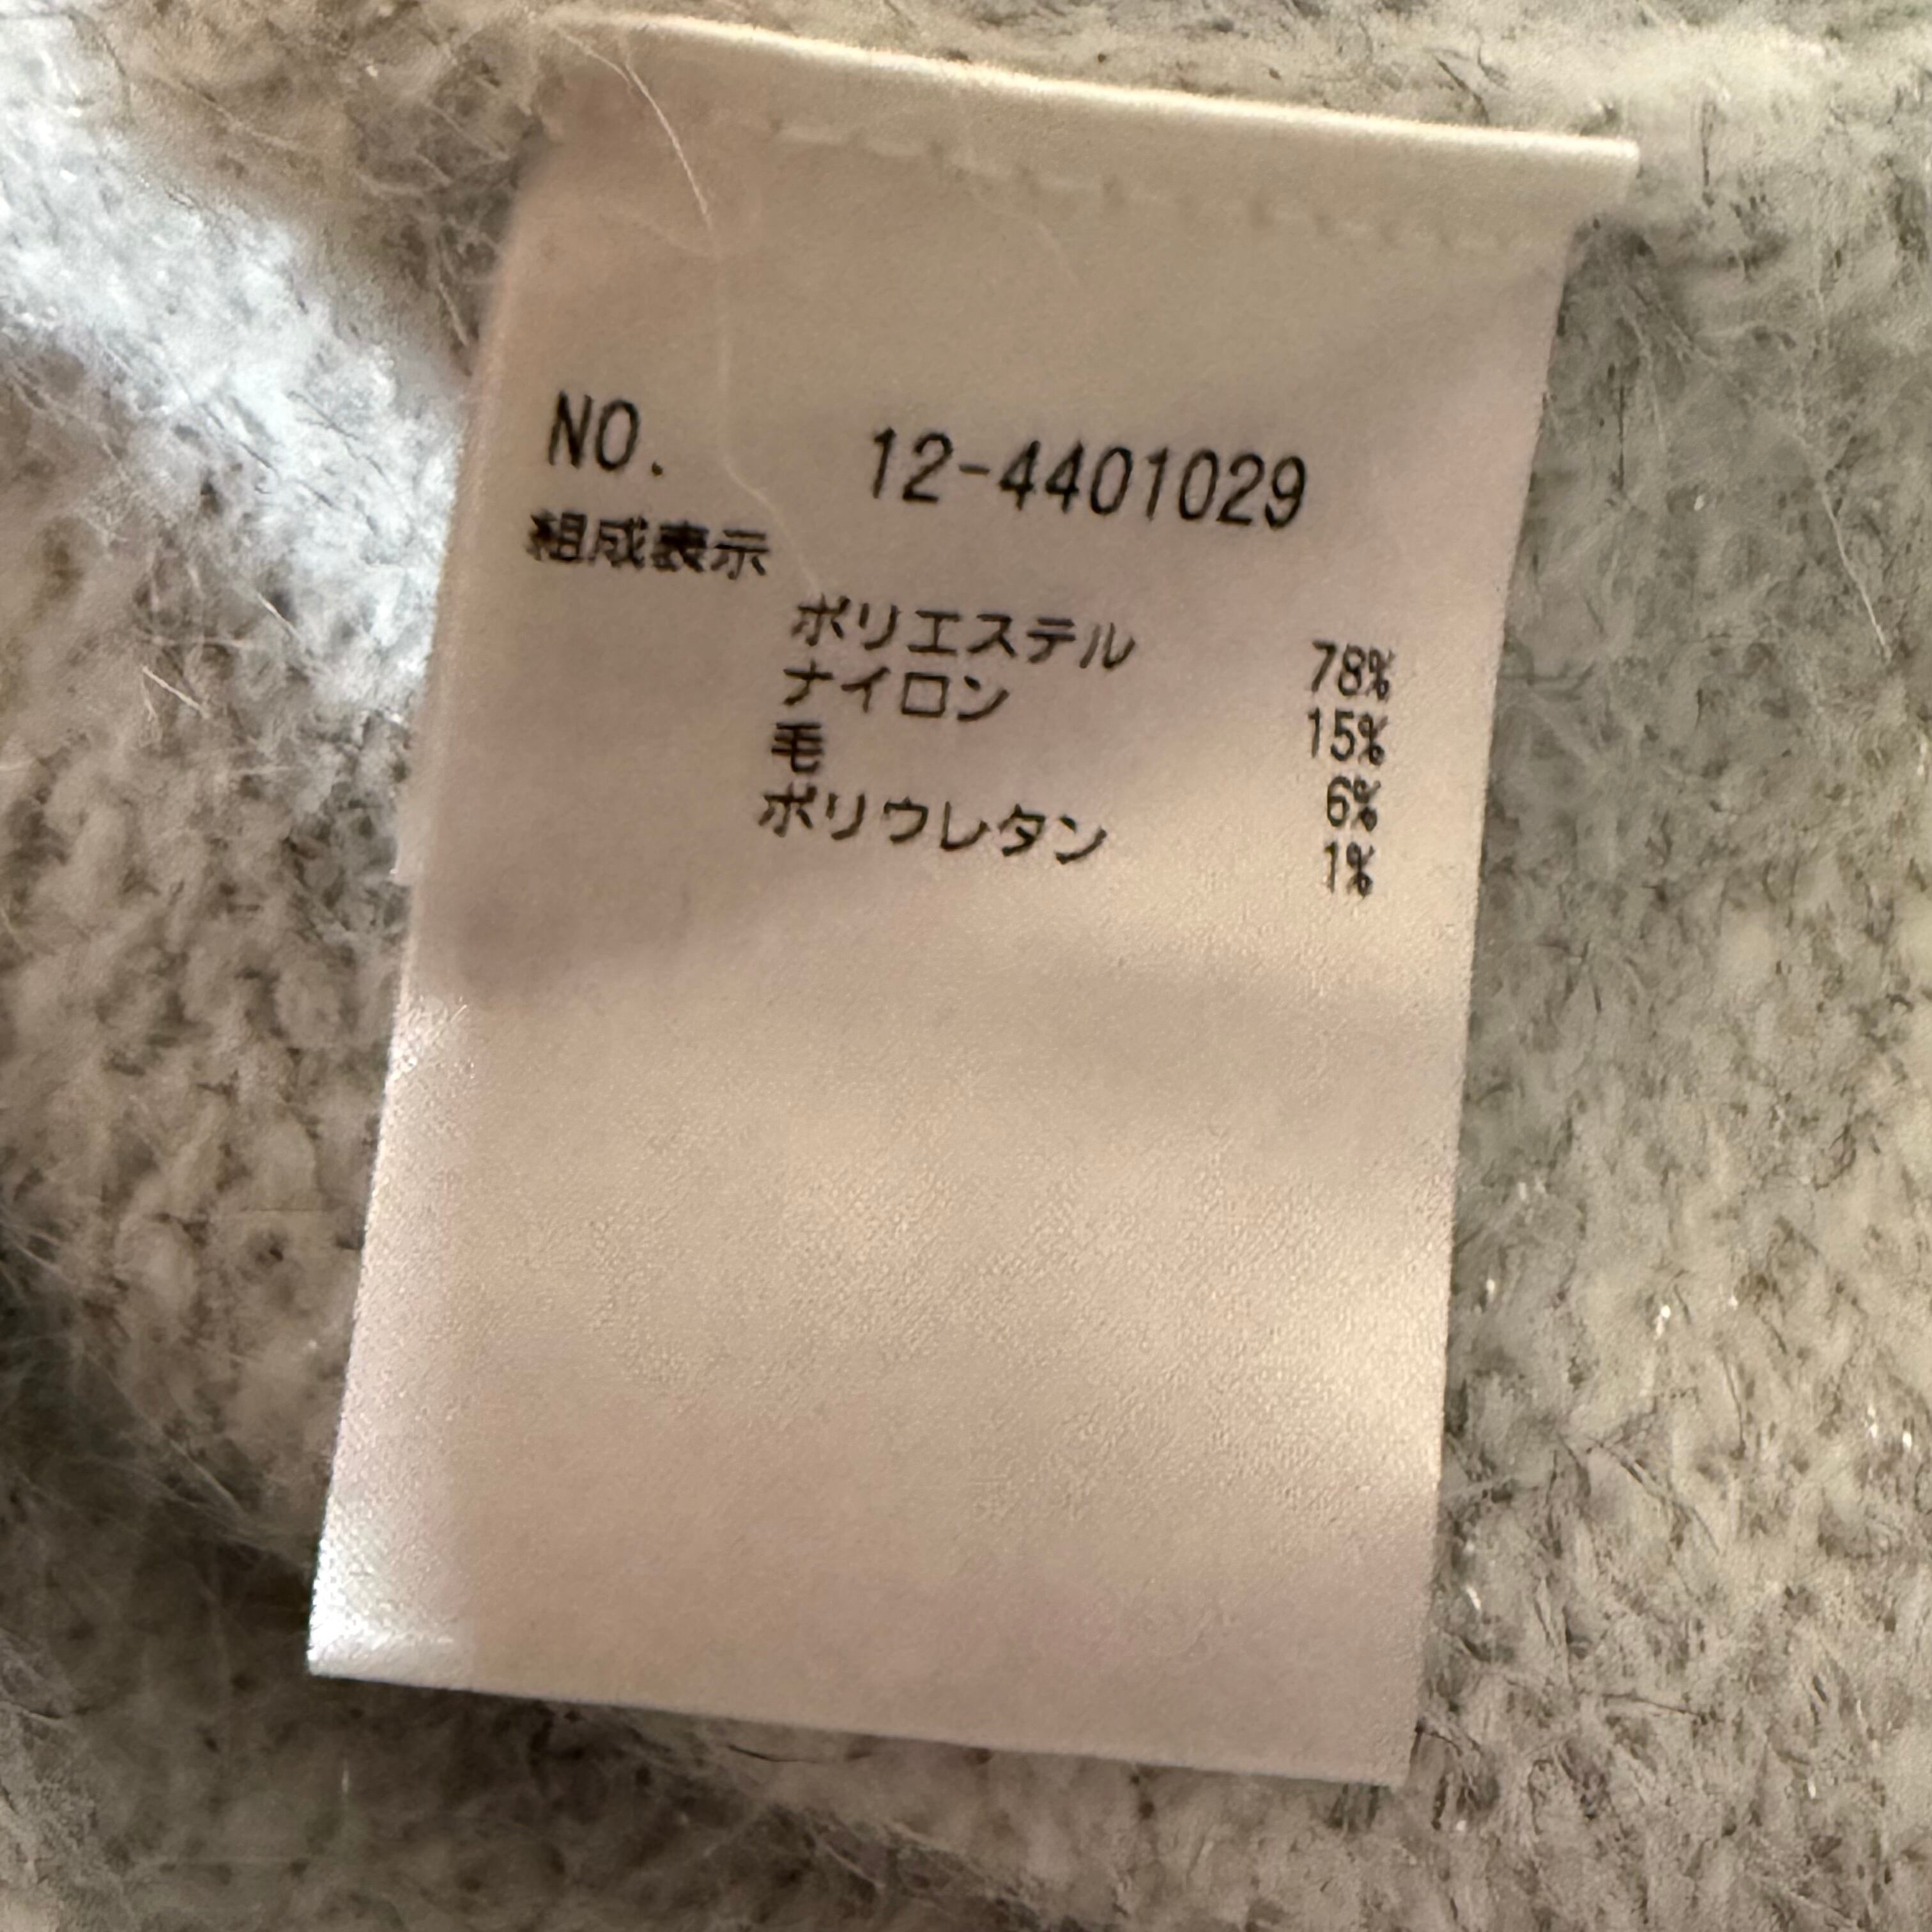 NO. 12-4401029
組成表示
ポリエステル 78%
ナイロン 15%
毛 6%
ポリウレタン 1%